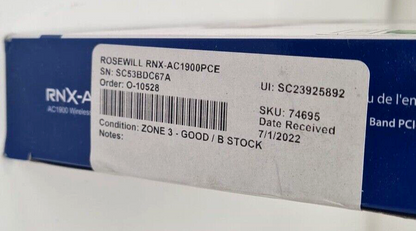 ROSEWILL RNX-AC1900PCE
SN: SC53BDC67A
UI: SC23925892
Order: O-10528
SKU: 74695
Date Received
7/1/2022
Condition: ZONE 3 - GOOD / B STOCK
Notes:
RNX-A
AC1900 Wireless
u de l'en
Band PCI